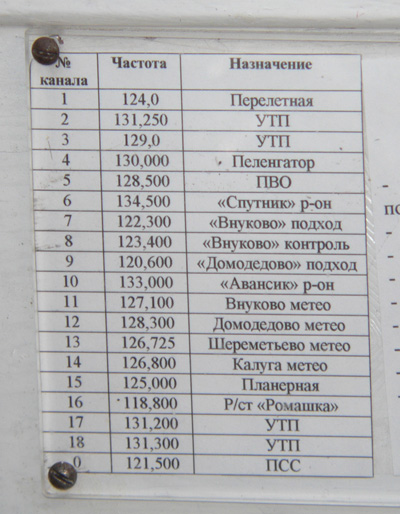 № канала Частота Назначение
1 124,0 Перелетная
2 131,250 УТП
3 129,0 УТП
4 130,000 Пеленгатор
5 128,500 ПВО
6 134,500 «Спутник» р-он
7 122,300 «Внуково» подход
8 123,400 «Внуково» контроль
9 120,600 «Домодедово» подход
10 133,000 «Авансик» р-он
11 127,100 Внуково метео
12 128,300 Домодедово метео
13 126,725 Шереметьево метео
14 126,800 Калуга метео
15 125,000 Планерная
16 118,800 Р/ст «Ромашка»
17 131,200 УТП
18 131,300 УТП
0 121,500 ПСС